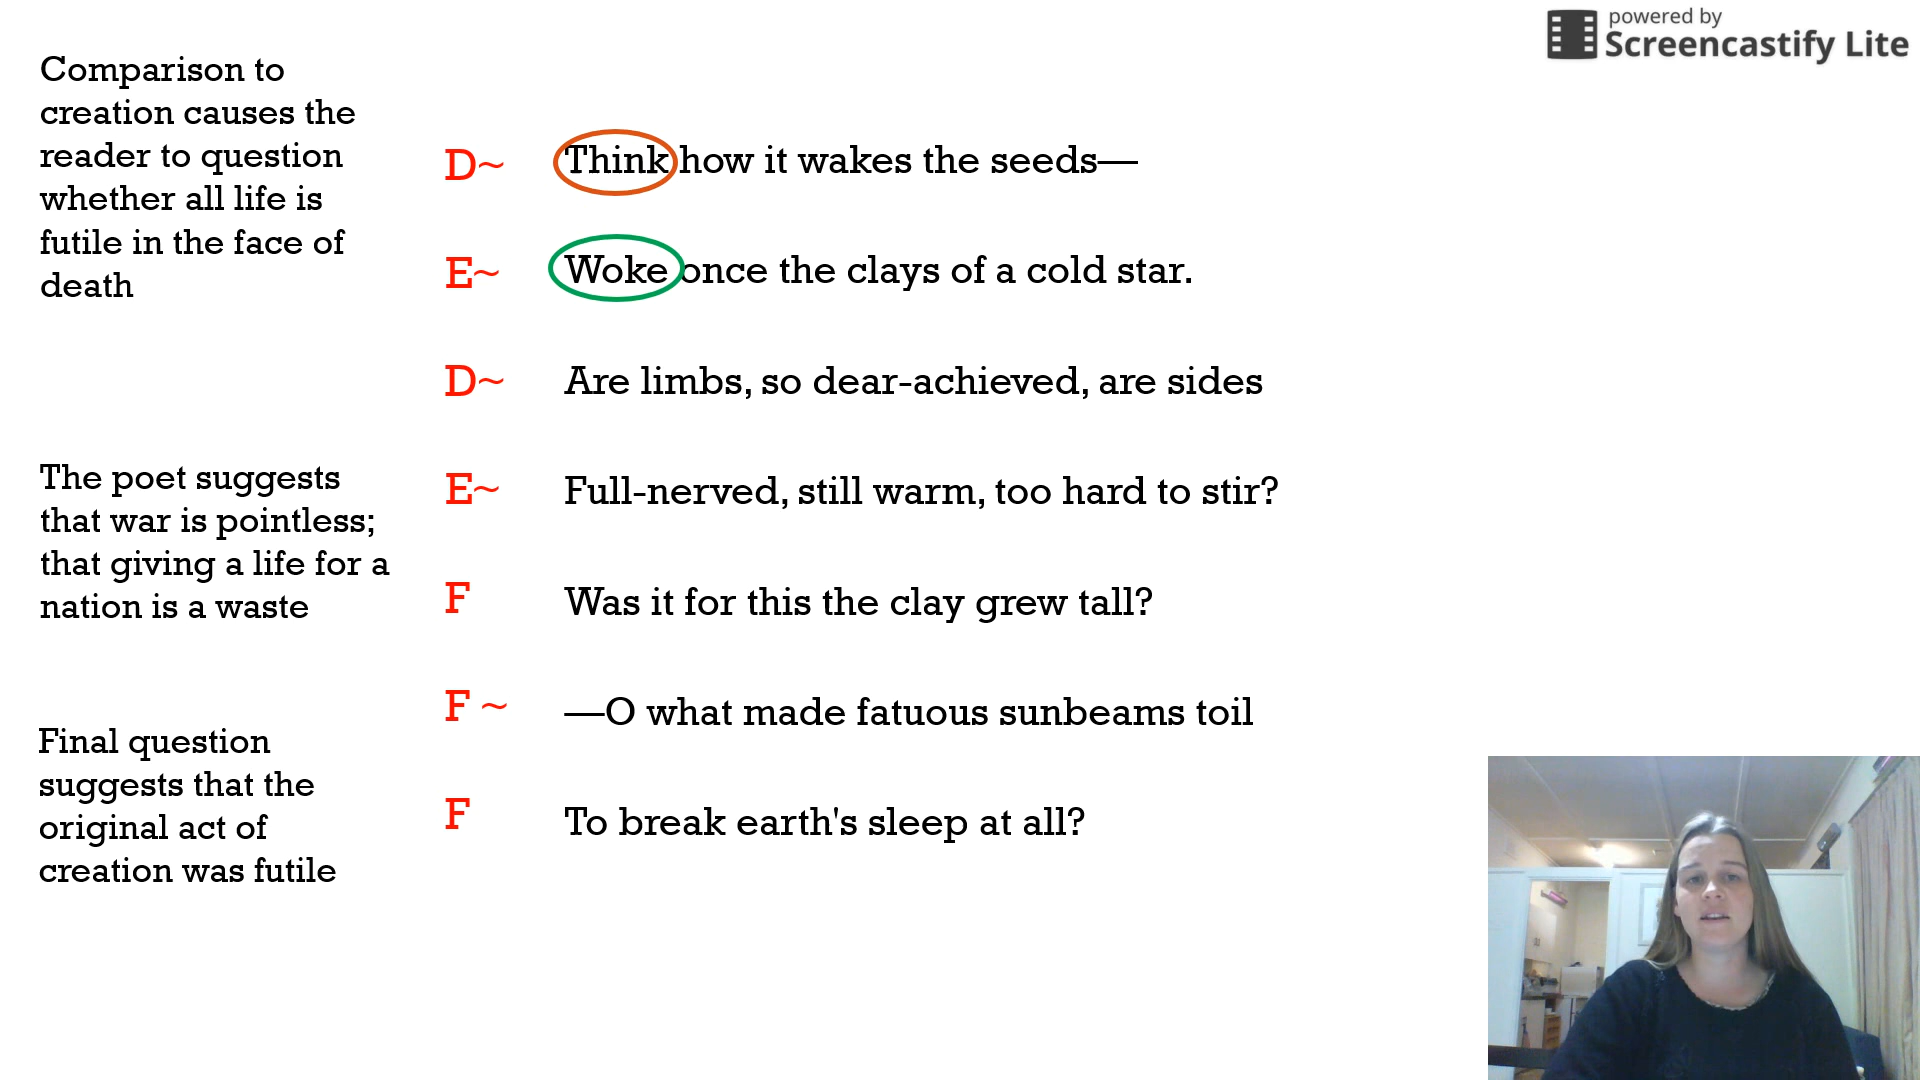 powered by
Screencastify Lite
Comparison to
creation causes the
reader to question
whether all life is
futile in the face of
death
The poet suggests
that war is pointless;
that giving a life for a
nation is a waste
Final question
suggests that the
original act of
creation was futile
D~ Think how it wakes the seeds—
E~ Woke once the clays of a cold star.
D~ Are limbs, so dear-achieved, are sides
E~ Full-nerved, still warm, too hard to stir?
F Was it for this the clay grew tall?
F ~ —O what made fatuous sunbeams toil
F To break earth's sleep at all?